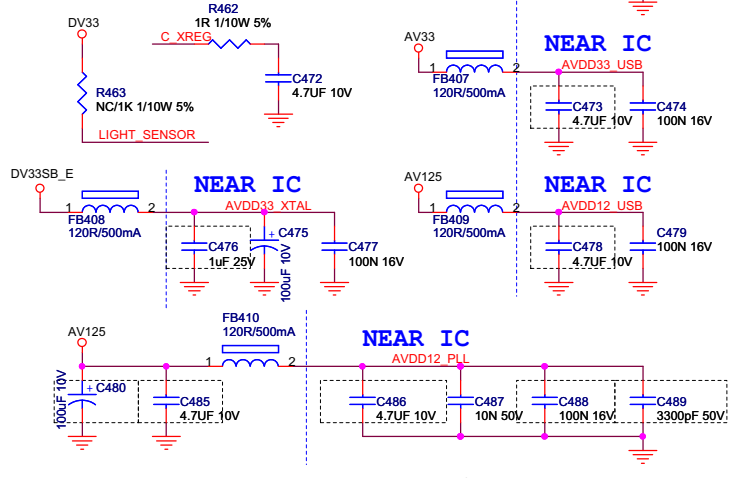 DV33
R462
1R 1/10W 5%
C_XREG
C472
4.7UF 10V
R463
NC/1K 1/10W 5%
LIGHT_SENSOR
AV33
NEAR IC
1
2
AVDD33_USB
FB407
120R/500mA
C473
4.7UF 10V
C474
100N 16V
DV33SB_E
NEAR IC
1
2
AVDD33_XTAL
FB408
120R/500mA
C476
1uF 25V
+
C475
100uF 10V
C477
100N 16V
AV125
NEAR IC
1
2
AVDD12_USB
FB409
120R/500mA
C478
4.7UF 10V
C479
100N 16V
AV125
FB410
120R/500mA
1
2
NEAR IC
AVDD12_PLL
100uF 10V
+
C480
C485
4.7UF 10V
C486
4.7UF 10V
C487
10N 50V
C488
100N 16V
C489
3300pF 50V